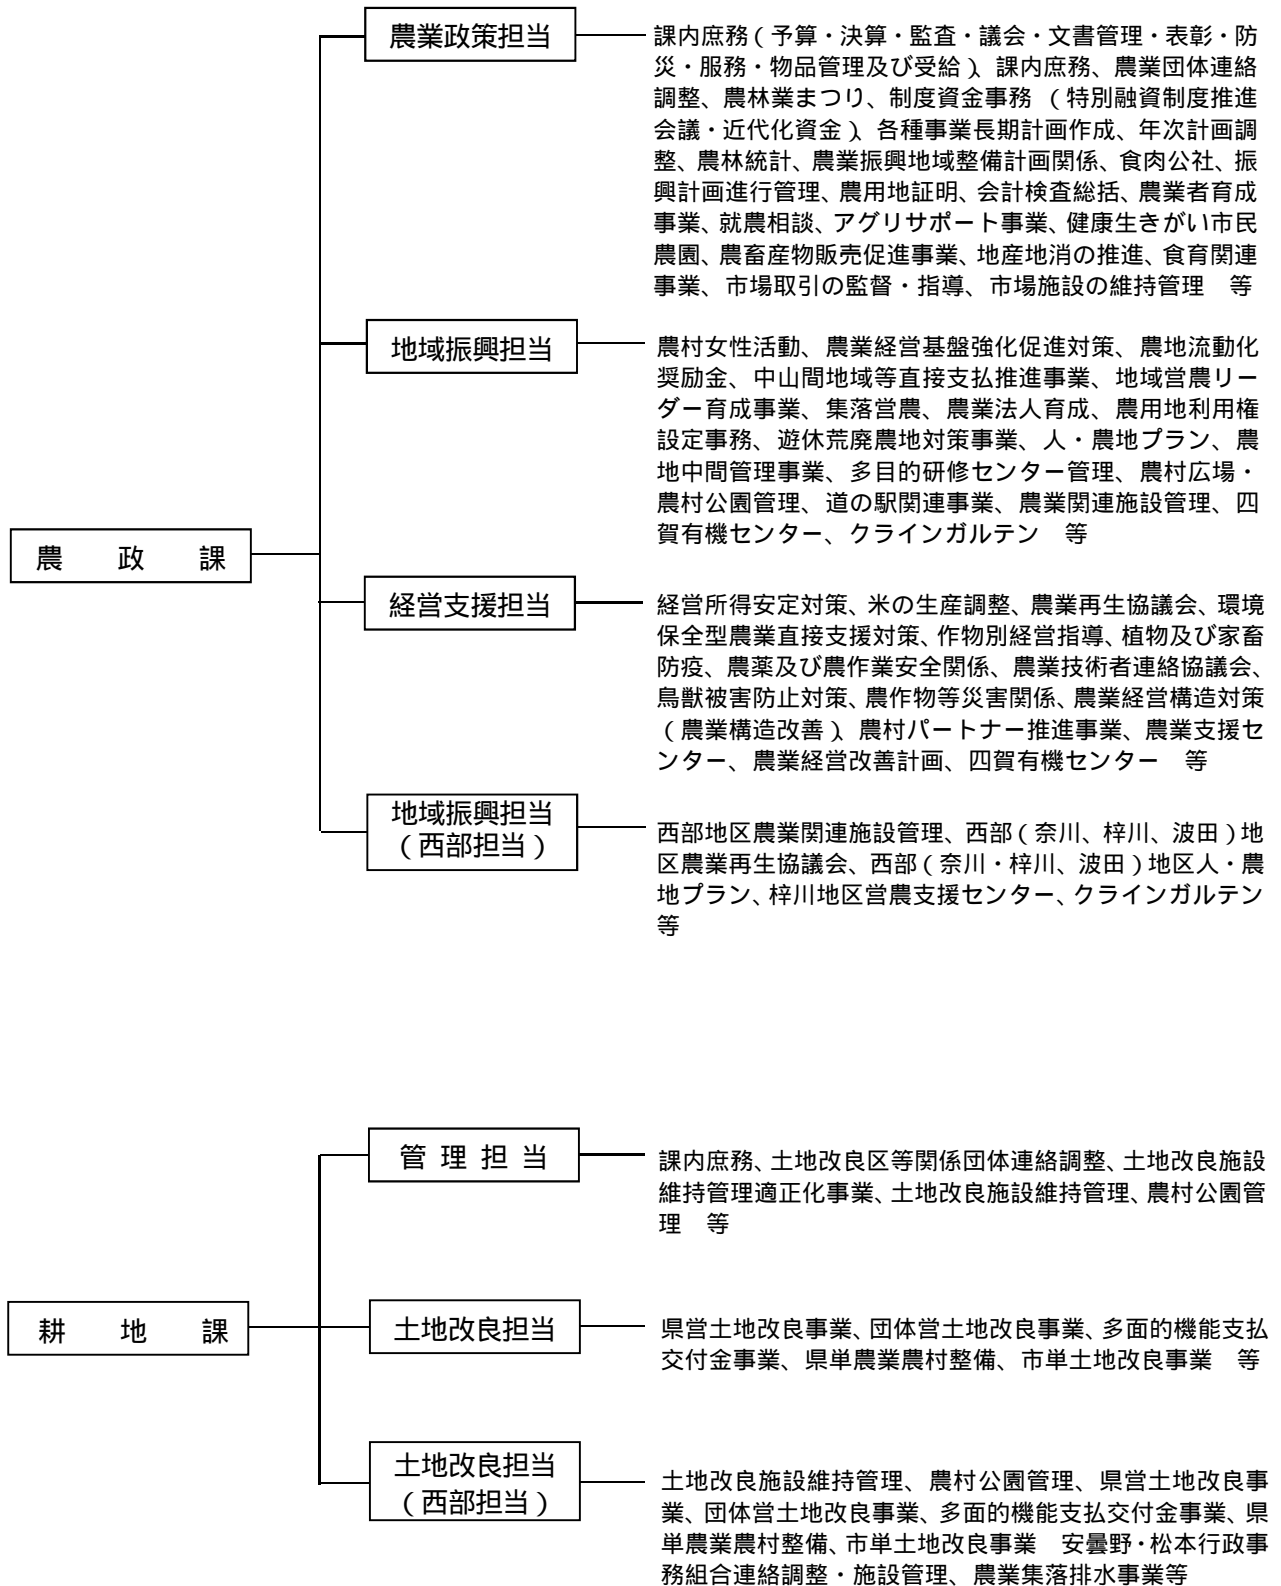 農業政策担当
課内庶務（予算・決算・監査・議会・文書管理・表彰・防
災・服務・物品管理及び受給）、課内庶務、農業団体連絡
調整、農林業まつり、制度資金事務　（特別融資制度推進
会議・近代化資金）、各種事業長期計画作成、年次計画調
整、農林統計、農業振興地域整備計画関係、食肉公社、振
興計画進行管理、農用地証明、会計検査総括、農業者育成
事業、就農相談、アグリサポート事業、健康生きがい市民
農園、農畜産物販売促進事業、地産地消の推進、食育関連
事業、市場取引の監督・指導、市場施設の維持管理　等
地域振興担当
農村女性活動、農業経営基盤強化促進対策、農地流動化
奨励金、中山間地域等直接支払推進事業、地域営農リー
ダー育成事業、集落営農、農業法人育成、農用地利用権
設定事務、遊休荒廃農地対策事業、人・農地プラン、農
地中間管理事業、多目的研修センター管理、農村広場・
農村公園管理、道の駅関連事業、農業関連施設管理、四
賀有機センター、クラインガルテン　等
農　政　課
経営支援担当
経営所得安定対策、米の生産調整、農業再生協議会、環境
保全型農業直接支援対策、作物別経営指導、植物及び家畜
防疫、農薬及び農作業安全関係、農業技術者連絡協議会、
鳥獣被害防止対策、農作物等災害関係、農業経営構造対策
（農業構造改善）、農村パートナー推進事業、農業支援セ
ンター、農業経営改善計画、四賀有機センター　等
地域振興担当
（西部担当）
西部地区農業関連施設管理、西部（奈川、梓川、波田）地
区農業再生協議会、西部（奈川・梓川、波田）地区人・農
地プラン、梓川地区営農支援センター、クラインガルテン
等
管理担当
課内庶務、土地改良区等関係団体連絡調整、土地改良施設
維持管理適正化事業、土地改良施設維持管理、農村公園管
理　等
耕　地　課
土地改良担当
県営土地改良事業、団体営土地改良事業、多面的機能支払
交付金事業、県単農業農村整備、市単土地改良事業　等
土地改良担当
（西部担当）
土地改良施設維持管理、農村公園管理、県営土地改良事
業、団体営土地改良事業、多面的機能支払交付金事業、県
単農業農村整備、市単土地改良事業　安曇野・松本行政事
務組合連絡調整・施設管理、農業集落排水事業等